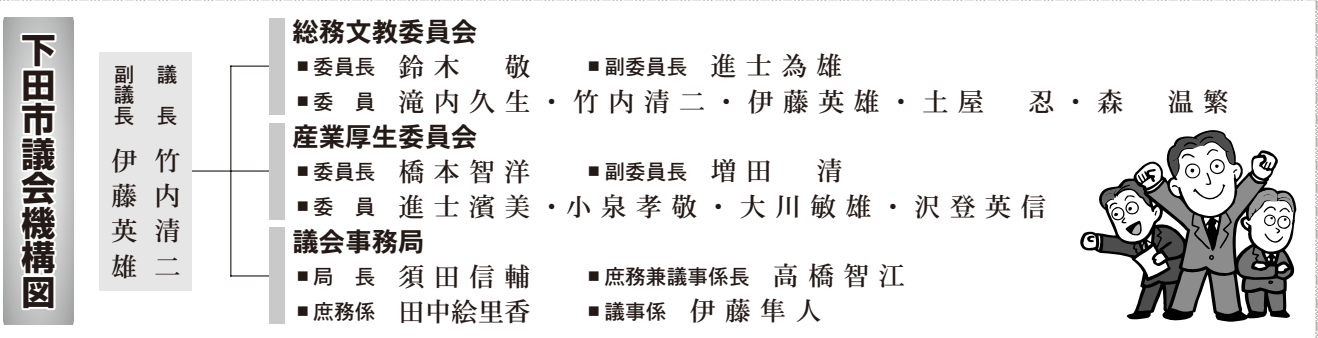 下田市議会機構図
議長 竹内清二
副議長 伊藤英雄
総務文教委員会
■委員長 鈴木 敬 ■副委員長 進士為雄
■委 員 滝内久生・竹内清二・伊藤英雄・土屋 忍・森 温繁
産業厚生委員会
■委員長 橋本智洋 ■副委員長 増田 清
■委 員 進士濱美・小泉孝敬・大川敏雄・沢登英信
議会事務局
■局 長 須田信輔 ■庶務兼議事係長 高橋智江
■庶務係 田中絵里香 ■議事係 伊藤隼人